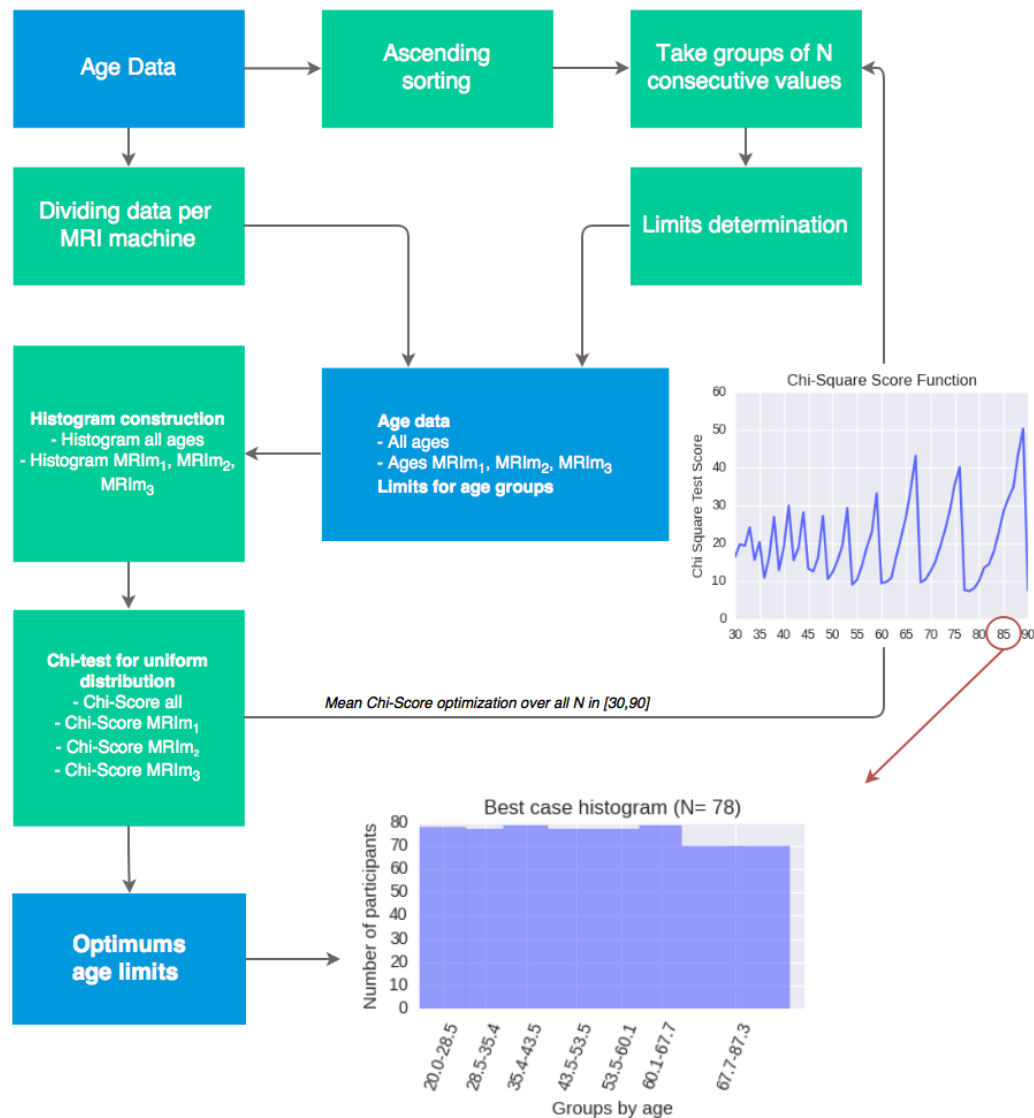 Age Data
Ascending
sorting
Take groups of N
consecutive values
Dividing data per
MRI machine
Limits determination
Histogram construction
- Histogram all ages
- Histogram MRIm₁, MRIm₂,
MRIm₃
Age data
- All ages
- Ages MRIm₁, MRIm₂, MRIm₃
Limits for age groups
Chi-Square Score Function
Chi Square Test Score
60
50
40
30
20
10
0
30 35 40 45 50 55 60 65 70 75 80 85 90
Chi-test for uniform
distribution
- Chi-Score all
- Chi-Score MRIm₁
- Chi-Score MRIm₂
- Chi-Score MRIm₃
Mean Chi-Score optimization over all N in [30,90]
Optimums
age limits
Best case histogram (N= 78)
Number of participants
80
70
60
50
40
30
20
10
0
20.0-28.5
28.5-35.4
35.4-43.5
43.5-53.5
53.5-60.1
60.1-67.7
67.7-87.3
Groups by age